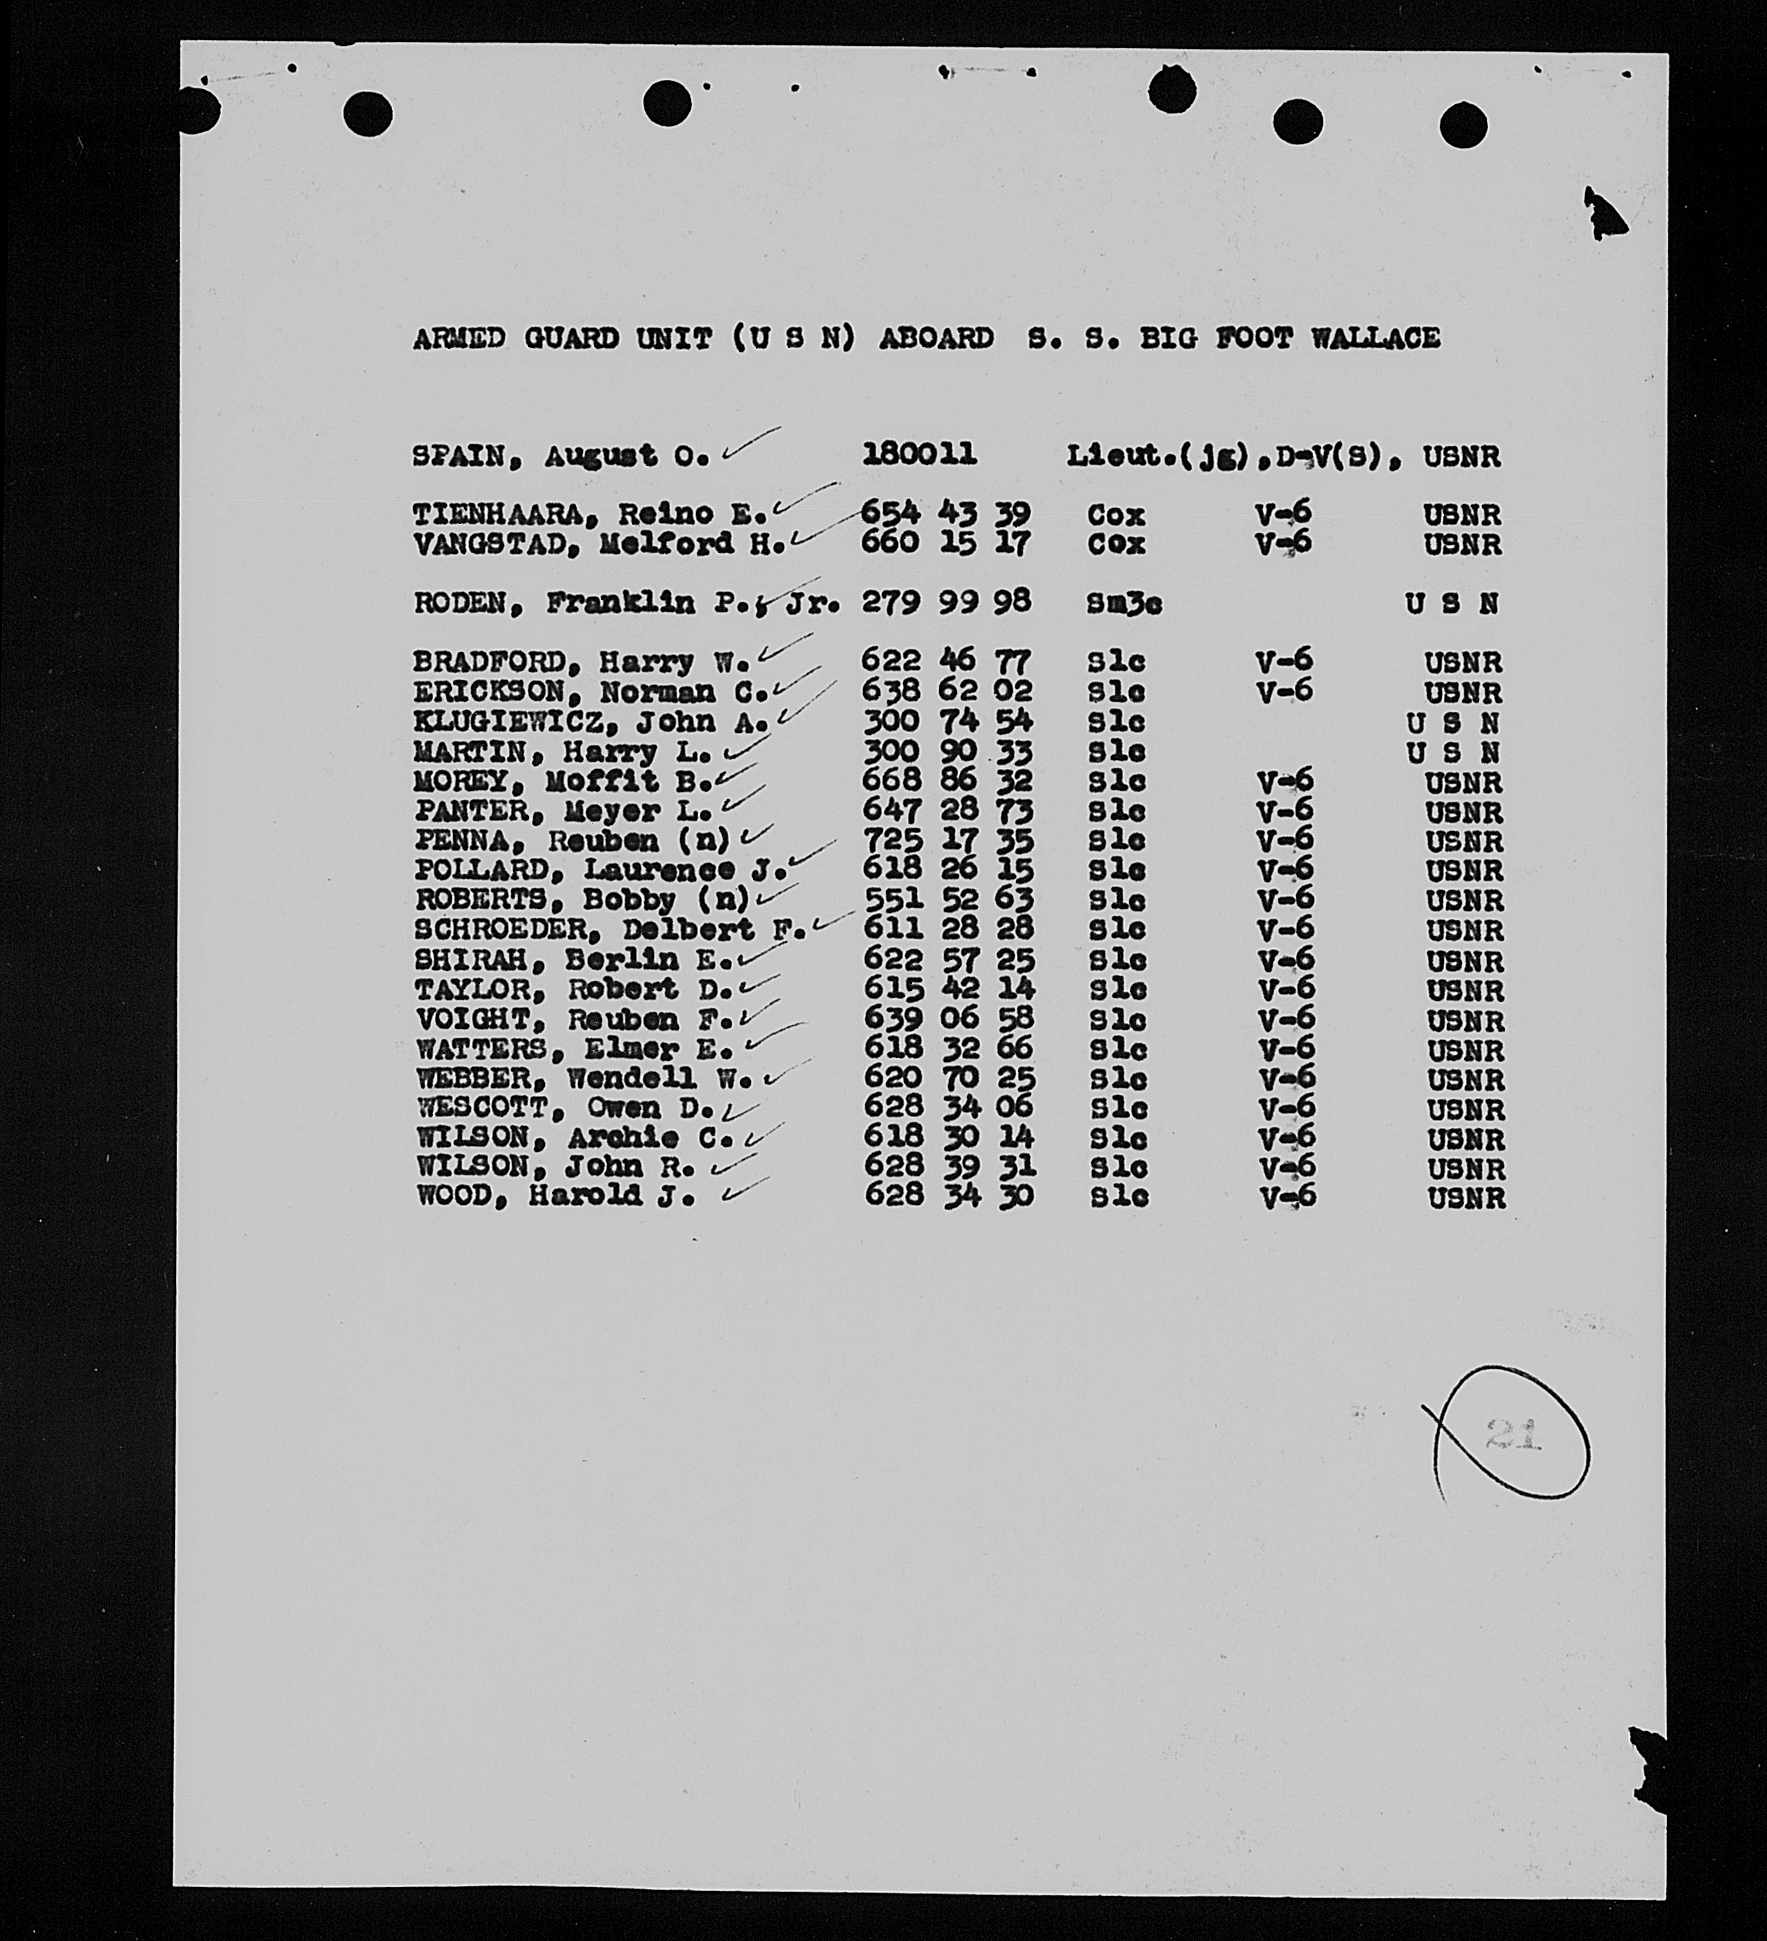 ARMED GUARD UNIT (U S N) ABOARD S. S. BIG FOOT WALLACE
SPAIN, August O. 180011 Lieut.(jg),D-V(S), USNR
TIENHAARA, Reino E. 654 43 39 Cox V-6 USNR
VANGSTAD, Melford H. 660 15 17 Cox V-6 USNR
RODEN, Franklin P., Jr. 279 99 98 Sm3c U S N
BRADFORD, Harry W. 622 46 77 S1c V-6 USNR
ERICKSON, Norman C. 638 62 02 S1c V-6 USNR
KLUGIEWICZ, John A. 300 74 54 S1c U S N
MARTIN, Harry L. 300 90 33 S1c U S N
MOREY, Moffit B. 668 86 32 S1c V-6 USNR
PANTER, Meyer L. 647 28 73 S1c V-6 USNR
PENNA, Reuben (n) 725 17 35 S1c V-6 USNR
POLLARD, Laurence J. 618 26 15 S1c V-6 USNR
ROBERTS, Bobby (n) 551 52 63 S1c V-6 USNR
SCHROEDER, Delbert F. 611 28 28 S1c V-6 USNR
SHIRAH, Berlin E. 622 57 25 S1c V-6 USNR
TAYLOR, Robert D. 615 42 14 S1c V-6 USNR
VOIGHT, Reuben F. 639 06 58 S1c V-6 USNR
WATTERS, Elmer E. 618 32 66 S1c V-6 USNR
WEBBER, Wendell W. 620 70 25 S1c V-6 USNR
WESCOTT, Owen D. 628 34 06 S1c V-6 USNR
WILSON, Archie C. 618 30 14 S1c V-6 USNR
WILSON, John R. 628 39 31 S1c V-6 USNR
WOOD, Harold J. 628 34 30 S1c V-6 USNR
21